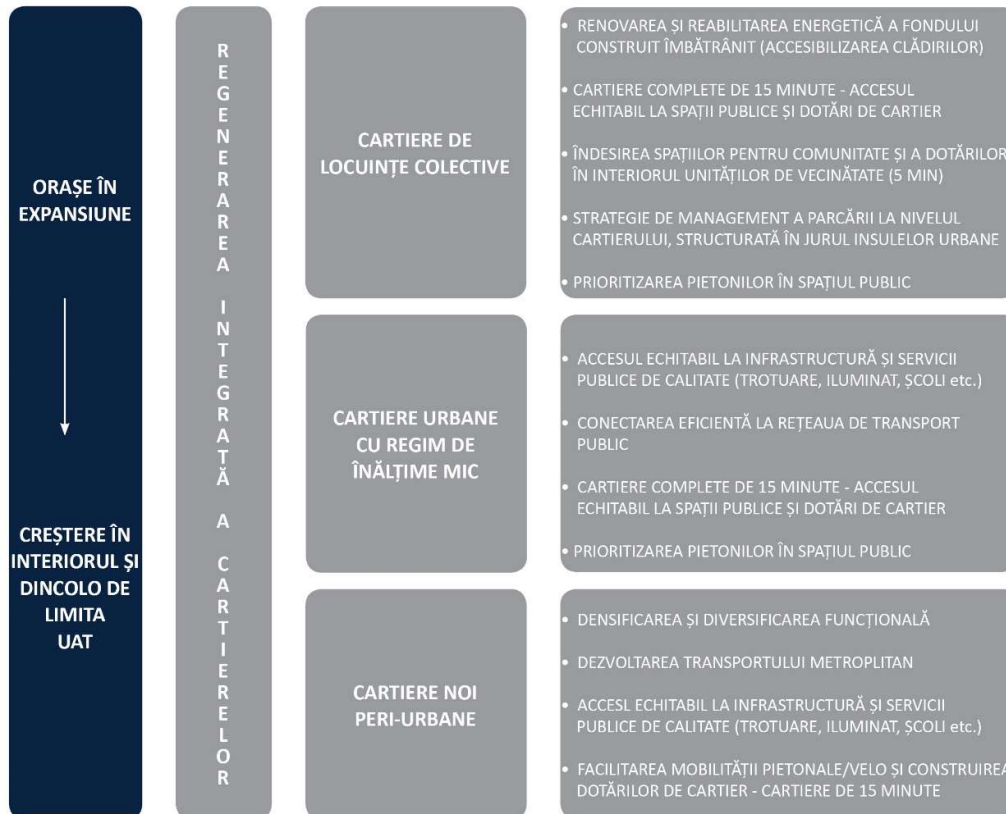 ORAȘE ÎN
EXPANSIUNE
CREȘTERE ÎN
INTERIORUL ȘI
DINCOLO DE
LIMITA
UAT
REGENERAREA INTEGRATĂ A CARTIERELOR
CARTIERE DE
LOCUINȚE COLECTIVE
• RENOVAREA ȘI REABILITAREA ENERGETICĂ A FONDULUI
CONSTRUIT ÎMBĂTRÂNIT (ACCESIBILIZAREA CLĂDIRILOR)
• CARTIERE COMPLETE DE 15 MINUTE - ACCESUL
ECHITABIL LA SPAȚII PUBLICE ȘI DOTĂRI DE CARTIER
• ÎNDESIREA SPAȚIILOR PENTRU COMUNITATE ȘI A DOTĂRILOR
ÎN INTERIORUL UNITĂȚILOR DE VECINĂTATE (5 MIN)
• STRATEGIE DE MANAGEMENT A PARCĂRII LA NIVELUL
CARTIERULUI, STRUCTURATĂ ÎN JURUL INSULELOR URBANE
• PRIORITIZAREA PIETONILOR ÎN SPAȚIUL PUBLIC
CARTIERE URBANE
CU REGIM DE
ÎNĂLȚIME MIC
• ACCESUL ECHITABIL LA INFRASTRUCTURĂ ȘI SERVICII
PUBLICE DE CALITATE (TROTUARE, ILUMINAT, ȘCOLI etc.)
• CONECTAREA EFICIENTĂ LA REȚEAUA DE TRANSPORT
PUBLIC
• CARTIERE COMPLETE DE 15 MINUTE - ACCESUL
ECHITABIL LA SPAȚII PUBLICE ȘI DOTĂRI DE CARTIER
• PRIORITIZAREA PIETONILOR ÎN SPAȚIUL PUBLIC
CARTIERE NOI
PERI-URBANE
• DENSIFICAREA ȘI DIVERSIFICAREA FUNCȚIONALĂ
• DEZVOLTAREA TRANSPORTULUI METROPLITAN
• ACCESL ECHITABIL LA INFRASTRUCTURĂ ȘI SERVICII
PUBLICE DE CALITATE (TROTUARE, ILUMINAT, ȘCOLI etc.)
• FACILITAREA MOBILITĂȚII PIETONALE/VELO ȘI CONSTRUIREA
DOTĂRILOR DE CARTIER - CARTIERE DE 15 MINUTE